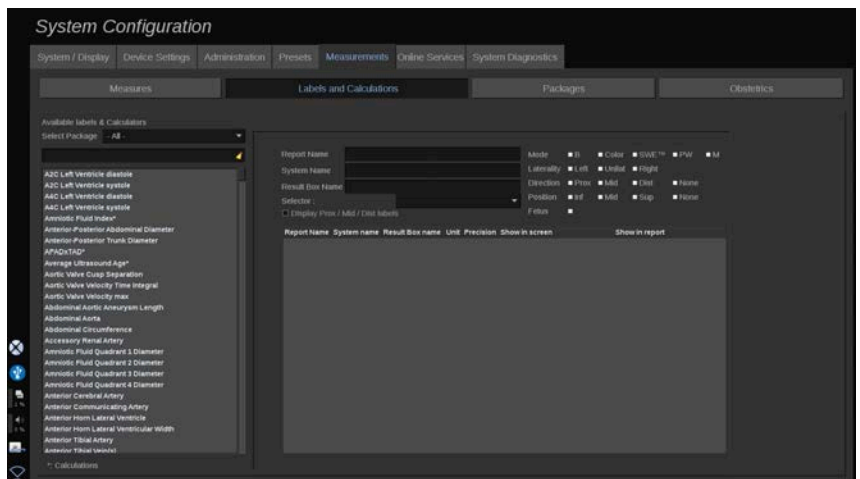 System Configuration
System / Display Device Settings Administration Presets Measurements Online Services System Diagnostics
Measures Labels and Calculations Packages Obstetrics
Available labels & Calculators
Select Package - All -
A2C Left Ventricle diastole
A2C Left Ventricle systole
A4C Left Ventricle diastole
A4C Left Ventricle systole
Amniotic Fluid Index*
Anterior-Posterior Abdominal Diameter
Anterior-Posterior Trunk Diameter
APADxTAD*
Average Ultrasound Age*
Aortic Valve Cusp Separation
Aortic Valve Velocity Time Integral
Aortic Valve Velocity max
Abdominal Aortic Aneurysm Length
Abdominal Aorta
Abdominal Circumference
Accessory Renal Artery
Amniotic Fluid Quadrant 1 Diameter
Amniotic Fluid Quadrant 2 Diameter
Amniotic Fluid Quadrant 3 Diameter
Amniotic Fluid Quadrant 4 Diameter
Anterior Cerebral Artery
Anterior Communicating Artery
Anterior Horn Lateral Ventricle
Anterior Horn Lateral Ventricular Width
Anterior Tibial Artery
Anterior Tibial Vein(s)
*: Calculations
Report Name
System Name
Result Box Name
Selector :
Display Prox / Mid / Dist labels
Mode B Color SWE™ PW M
Laterality Left Unilat Right
Direction Prox Mid Dist None
Position Inf Mid Sup None
Fetus
Report Name System name Result Box name Unit Precision Show in screen Show in report